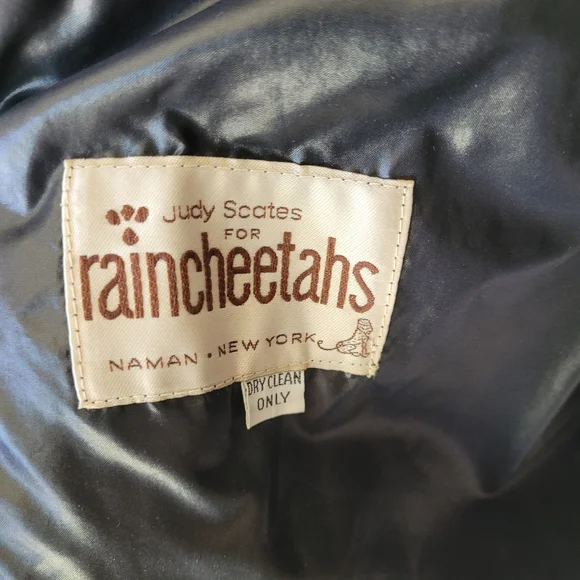 Judy Scates
FOR
raincheetahs
NAMAN • NEW YORK
DRY CLEAN
ONLY